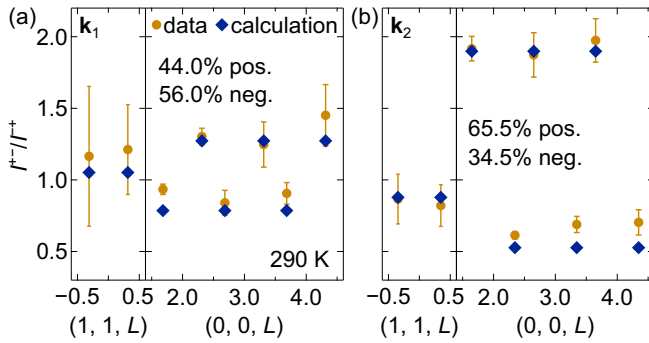 (a) k1 data calculation (b) k2
44.0% pos.
56.0% neg.
65.5% pos.
34.5% neg.
290 K
I+−/I−+
2.0
1.5
1.0
0.5
−0.5 0.5 2.0 3.0 4.0 −0.5 0.5 2.0 3.0 4.0
(1, 1, L) (0, 0, L) (1, 1, L) (0, 0, L)